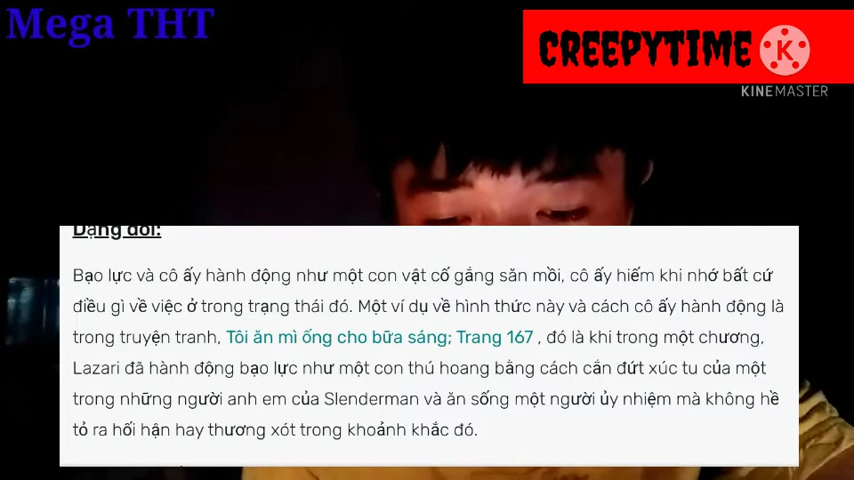 Mega THT
CREEPYTIME
KINEMASTER
Dạng đói:
Bạo lực và cô ấy hành động như một con vật cố gắng săn mồi, cô ấy hiếm khi nhớ bất cứ
điều gì về việc ở trong trạng thái đó. Một ví dụ về hình thức này và cách cô ấy hành động là
trong truyện tranh, Tôi ăn mì ống cho bữa sáng; Trang 167 , đó là khi trong một chương,
Lazari đã hành động bạo lực như một con thú hoang bằng cách cắn đứt xúc tu của một
trong những người anh em của Slenderman và ăn sống một người ủy nhiệm mà không hề
tỏ ra hối hận hay thương xót trong khoảnh khắc đó.